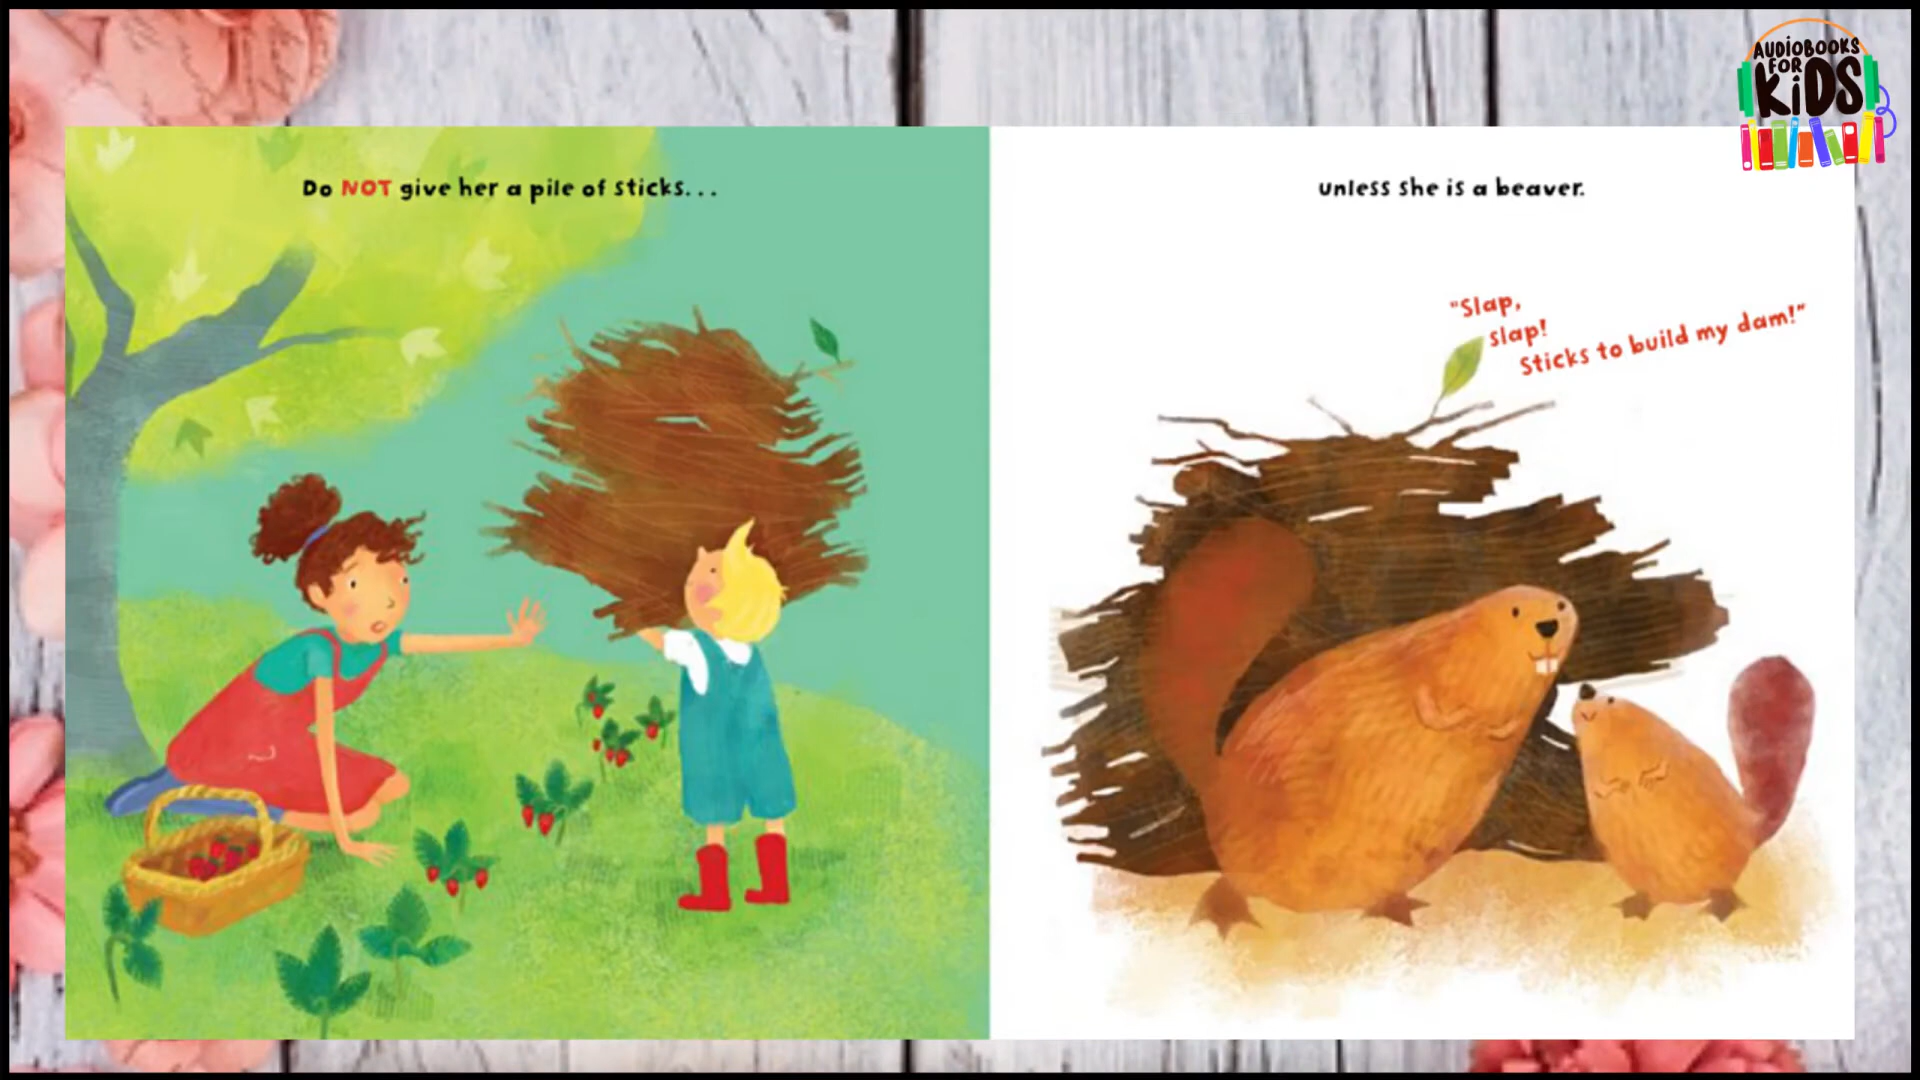 Do NOT give her a pile of sticks...
unless she is a beaver.
"Slap,
slap!
Sticks to build my dam!"
AUDIOBOOKS
FOR
KiDS